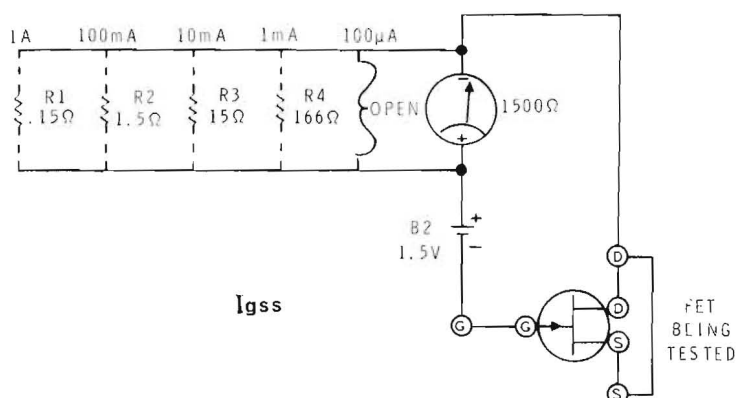 1A 100mA 10mA 1mA 100µA
R1 R2 R3 R4 OPEN 1500Ω
.15Ω 1.5Ω 15Ω 166Ω
−
+
B2 +
1.5V −
Igss
D
G G D
S
S
FET
BEING
TESTED